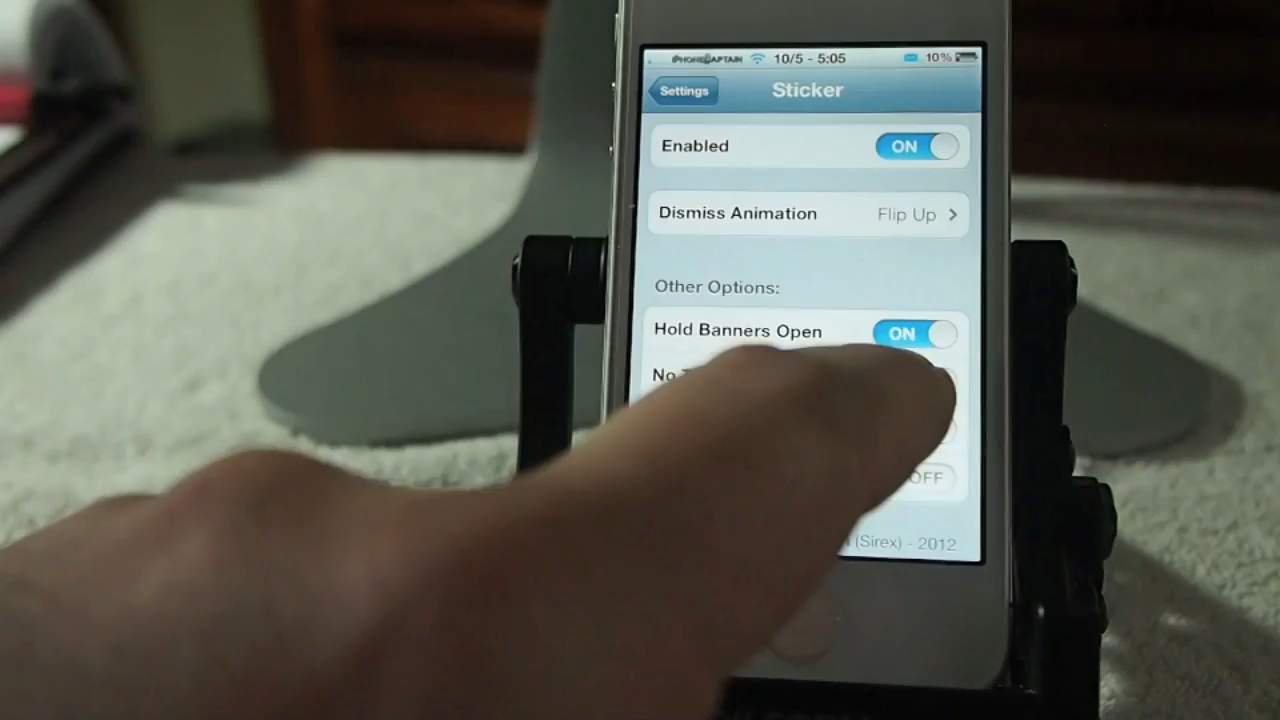 iPHONECAPTAIN 10/5 - 5:05 10%
Settings Sticker
Enabled ON
Dismiss Animation Flip Up
Other Options:
Hold Banners Open ON
No
OFF
(Sirex) - 2012